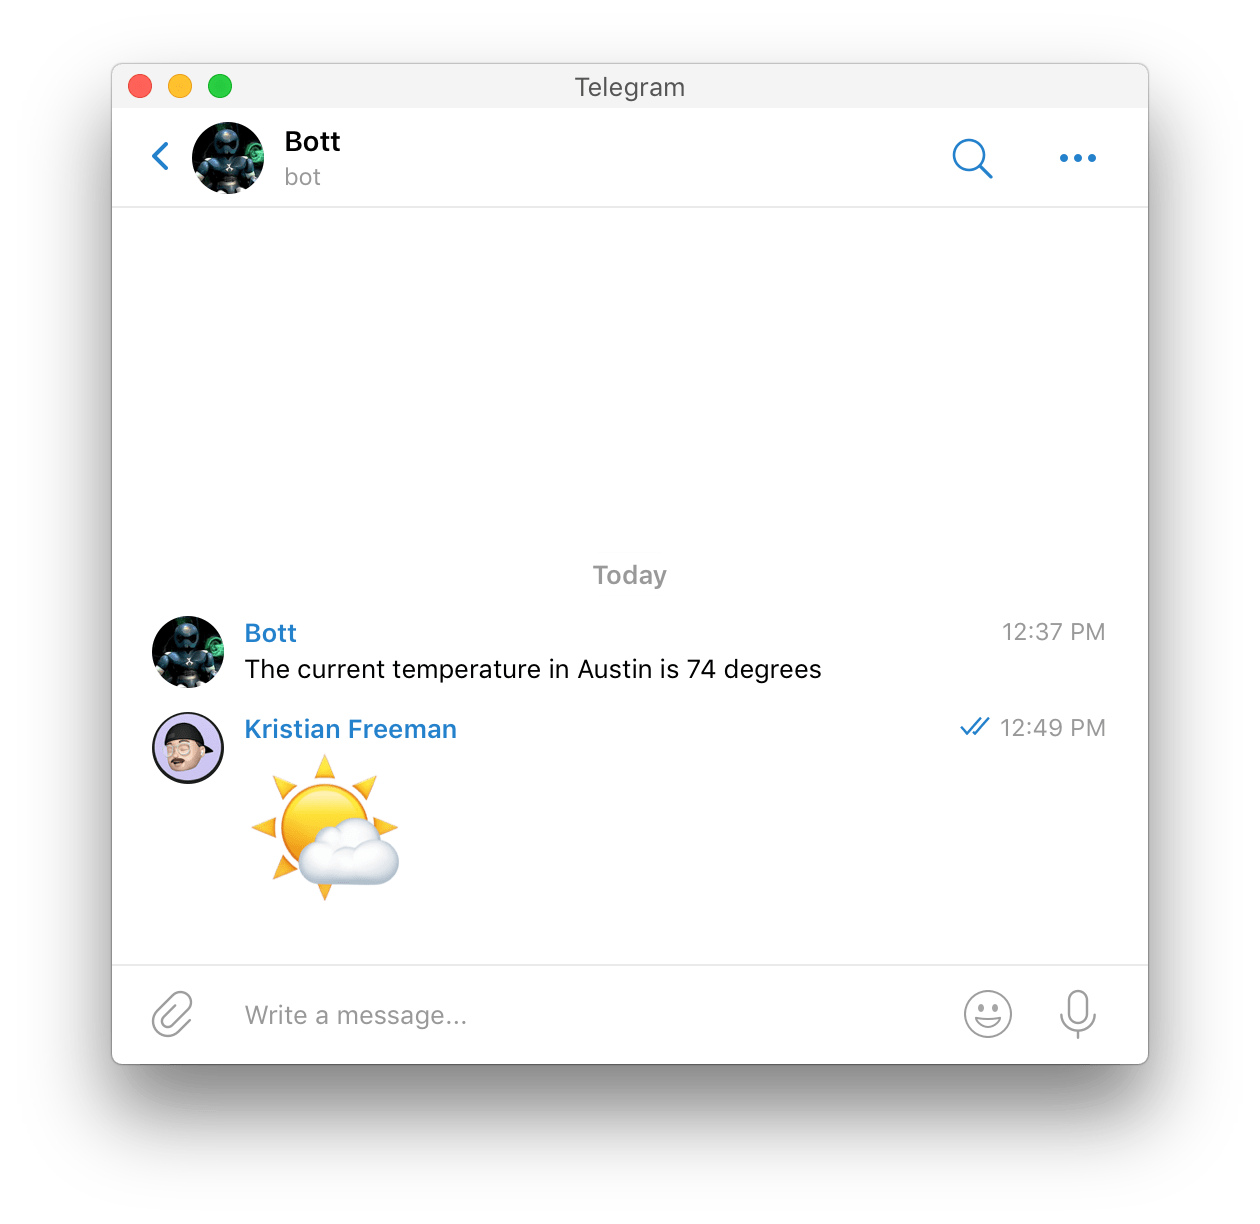 Telegram
Bott
bot
Today
Bott
12:37 PM
The current temperature in Austin is 74 degrees
Kristian Freeman
12:49 PM
Write a message...